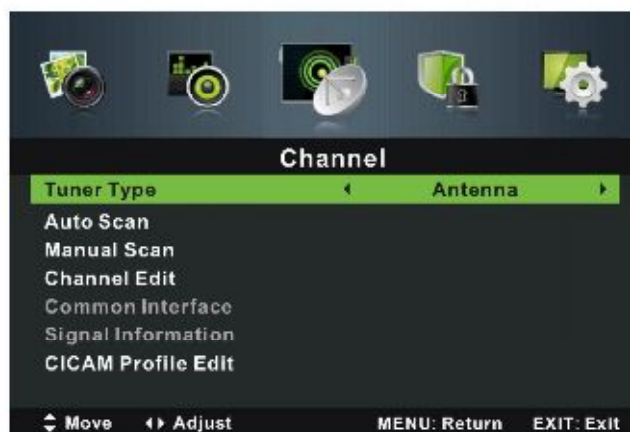 Channel
Tuner Type Antenna
Auto Scan
Manual Scan
Channel Edit
Common Interface
Signal Information
CICAM Profile Edit
Move Adjust MENU: Return EXIT: Exit